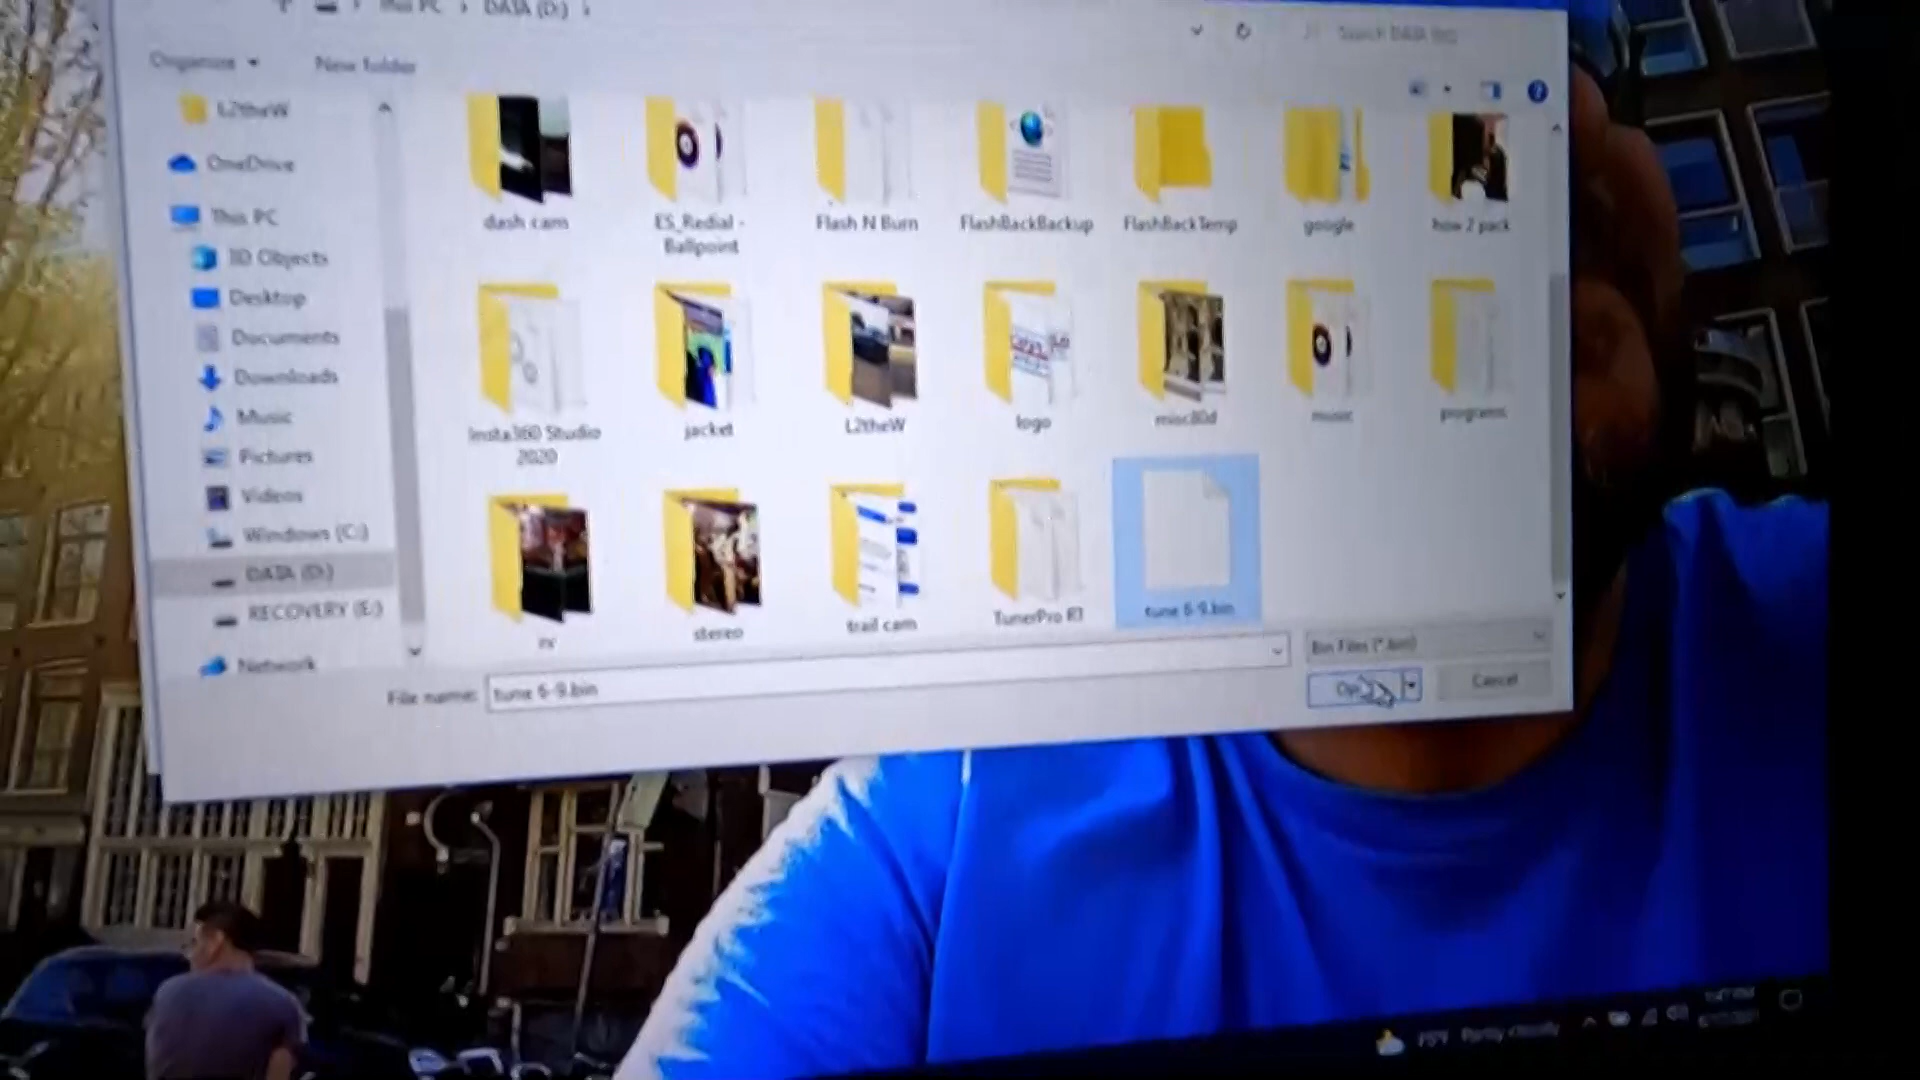 This PC › DATA (D:) ›
Search DATA (D:)
Organize
New folder
L2theW
OneDrive
This PC
3D Objects
Desktop
Documents
Downloads
Music
Pictures
Videos
Windows (C:)
DATA (D:)
RECOVERY (E:)
Network
dash cam
ES_Redial -
Ballpoint
Flash N Burn
FlashBackBackup
FlashBackTemp
google
how 2 pack
Insta360 Studio
2020
jacket
L2theW
logo
music
programs
rv
stereo
trail cam
TunerPro RT
tune 6-9.bin
File name:
tune 6-9.bin
Bin Files (*.bin)
Cancel
Partly cloudy